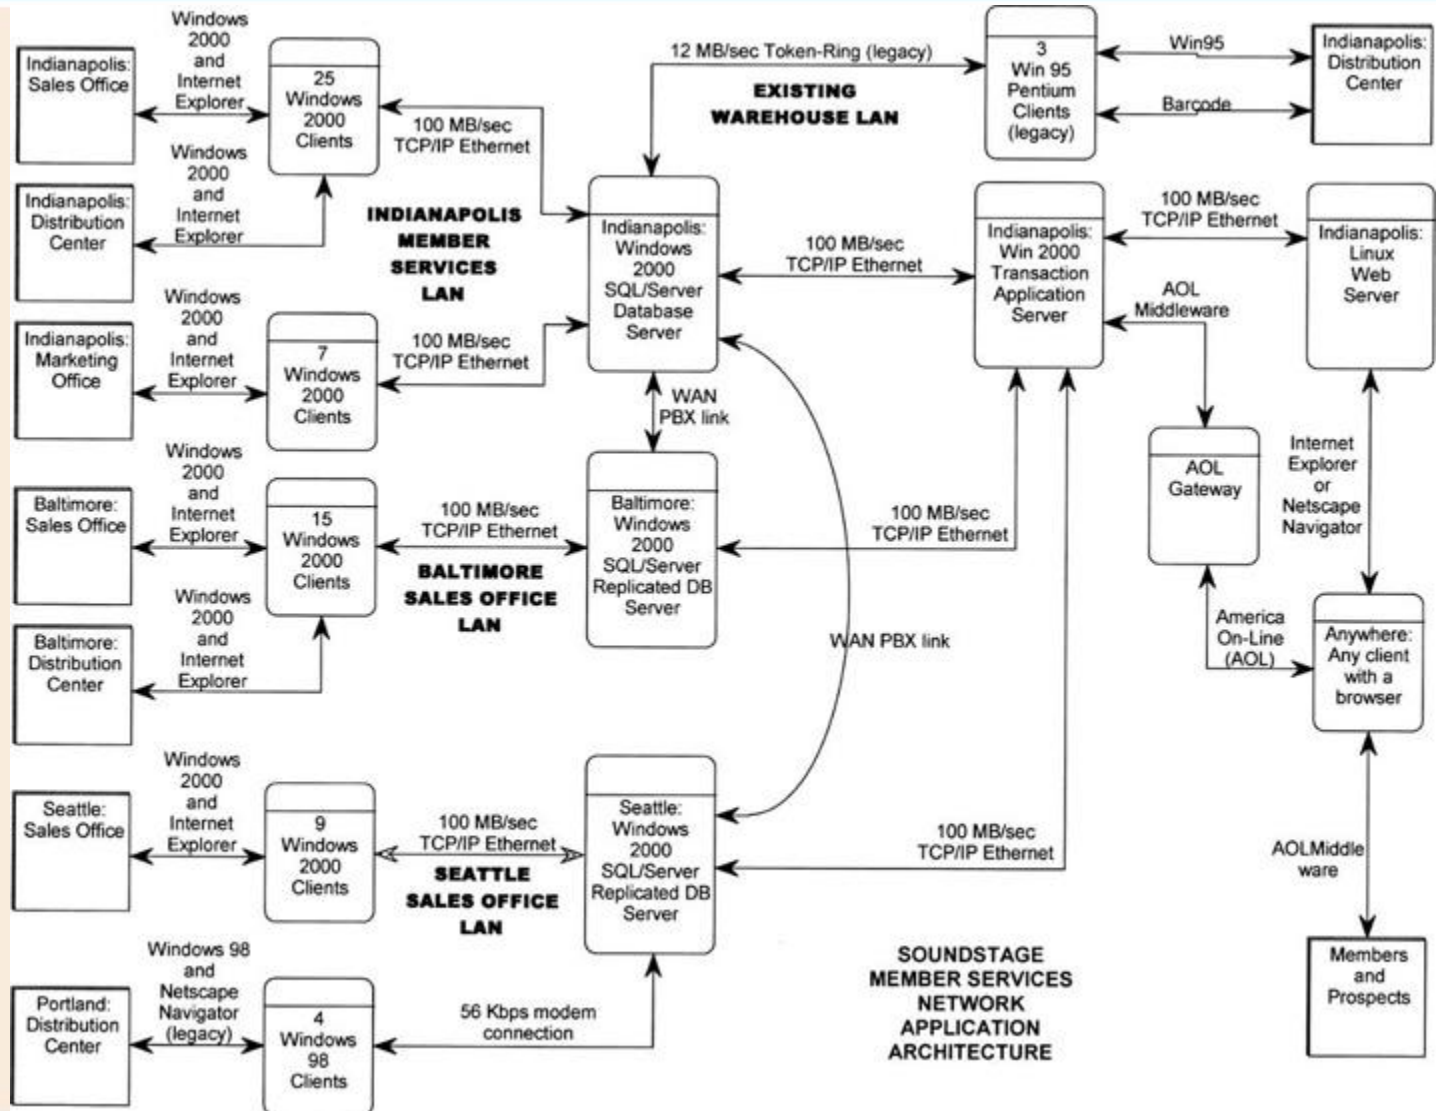 Windows
2000
and
Internet
Explorer
Indianapolis:
Sales Office
25
Windows
2000
Clients
100 MB/sec
TCP/IP Ethernet
12 MB/sec Token-Ring (legacy)
EXISTING
WAREHOUSE LAN
3
Win 95
Pentium
Clients
(legacy)
Win95
Barcode
Indianapolis:
Distribution
Center
Windows
2000
and
Internet
Explorer
Indianapolis:
Distribution
Center
INDIANAPOLIS
MEMBER
SERVICES
LAN
Indianapolis:
Windows
2000
SQL/Server
Database
Server
100 MB/sec
TCP/IP Ethernet
Indianapolis:
Win 2000
Transaction
Application
Server
100 MB/sec
TCP/IP Ethernet
Indianapolis:
Linux
Web
Server
AOL
Middleware
Windows
2000
and
Internet
Explorer
Indianapolis:
Marketing
Office
7
Windows
2000
Clients
100 MB/sec
TCP/IP Ethernet
WAN
PBX link
AOL
Gateway
Internet
Explorer
or
Netscape
Navigator
Windows
2000
and
Internet
Explorer
Baltimore:
Sales Office
15
Windows
2000
Clients
100 MB/sec
TCP/IP Ethernet
BALTIMORE
SALES OFFICE
LAN
Baltimore:
Windows
2000
SQL/Server
Replicated DB
Server
100 MB/sec
TCP/IP Ethernet
Windows
2000
and
Internet
Explorer
Baltimore:
Distribution
Center
WAN PBX link
America
On-Line
(AOL)
Anywhere:
Any client
with a
browser
Windows
2000
and
Internet
Explorer
Seattle:
Sales Office
9
Windows
2000
Clients
100 MB/sec
TCP/IP Ethernet
SEATTLE
SALES OFFICE
LAN
Seattle:
Windows
2000
SQL/Server
Replicated DB
Server
100 MB/sec
TCP/IP Ethernet
AOLMiddle
ware
Windows 98
and
Netscape
Navigator
(legacy)
Portland:
Distribution
Center
4
Windows
98
Clients
56 Kbps modem
connection
SOUNDSTAGE
MEMBER SERVICES
NETWORK
APPLICATION
ARCHITECTURE
Members
and
Prospects